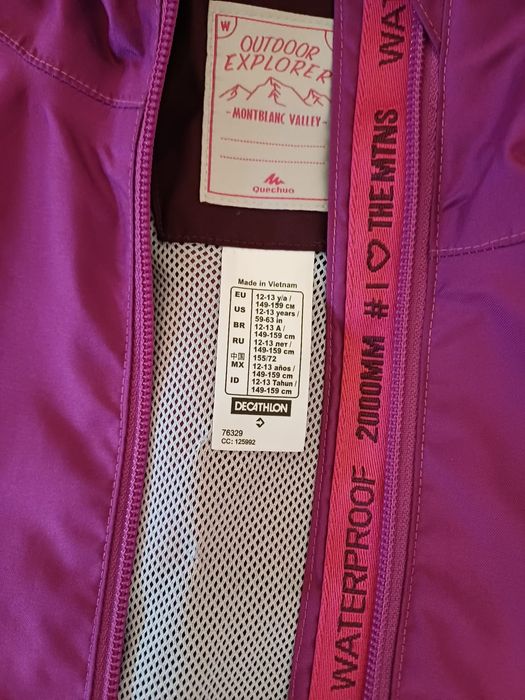 W
OUTDOOR
EXPLORER
-MONTBLANC VALLEY-
Quechua
Made in Vietnam
EU 12-13 y/a /
149-159 CM
US 12-13 years /
59-63 in
BR 12-13 A /
149-159 cm
RU 12-13 лет /
149-159 cm
中国 155/72
MX 12-13 años /
149-159 cm
ID 12-13 Tahun /
149-159 cm
DECATHLON
76329
CC: 125992
WATERPROOF 2000MM # I ♡ THE MTNS WA